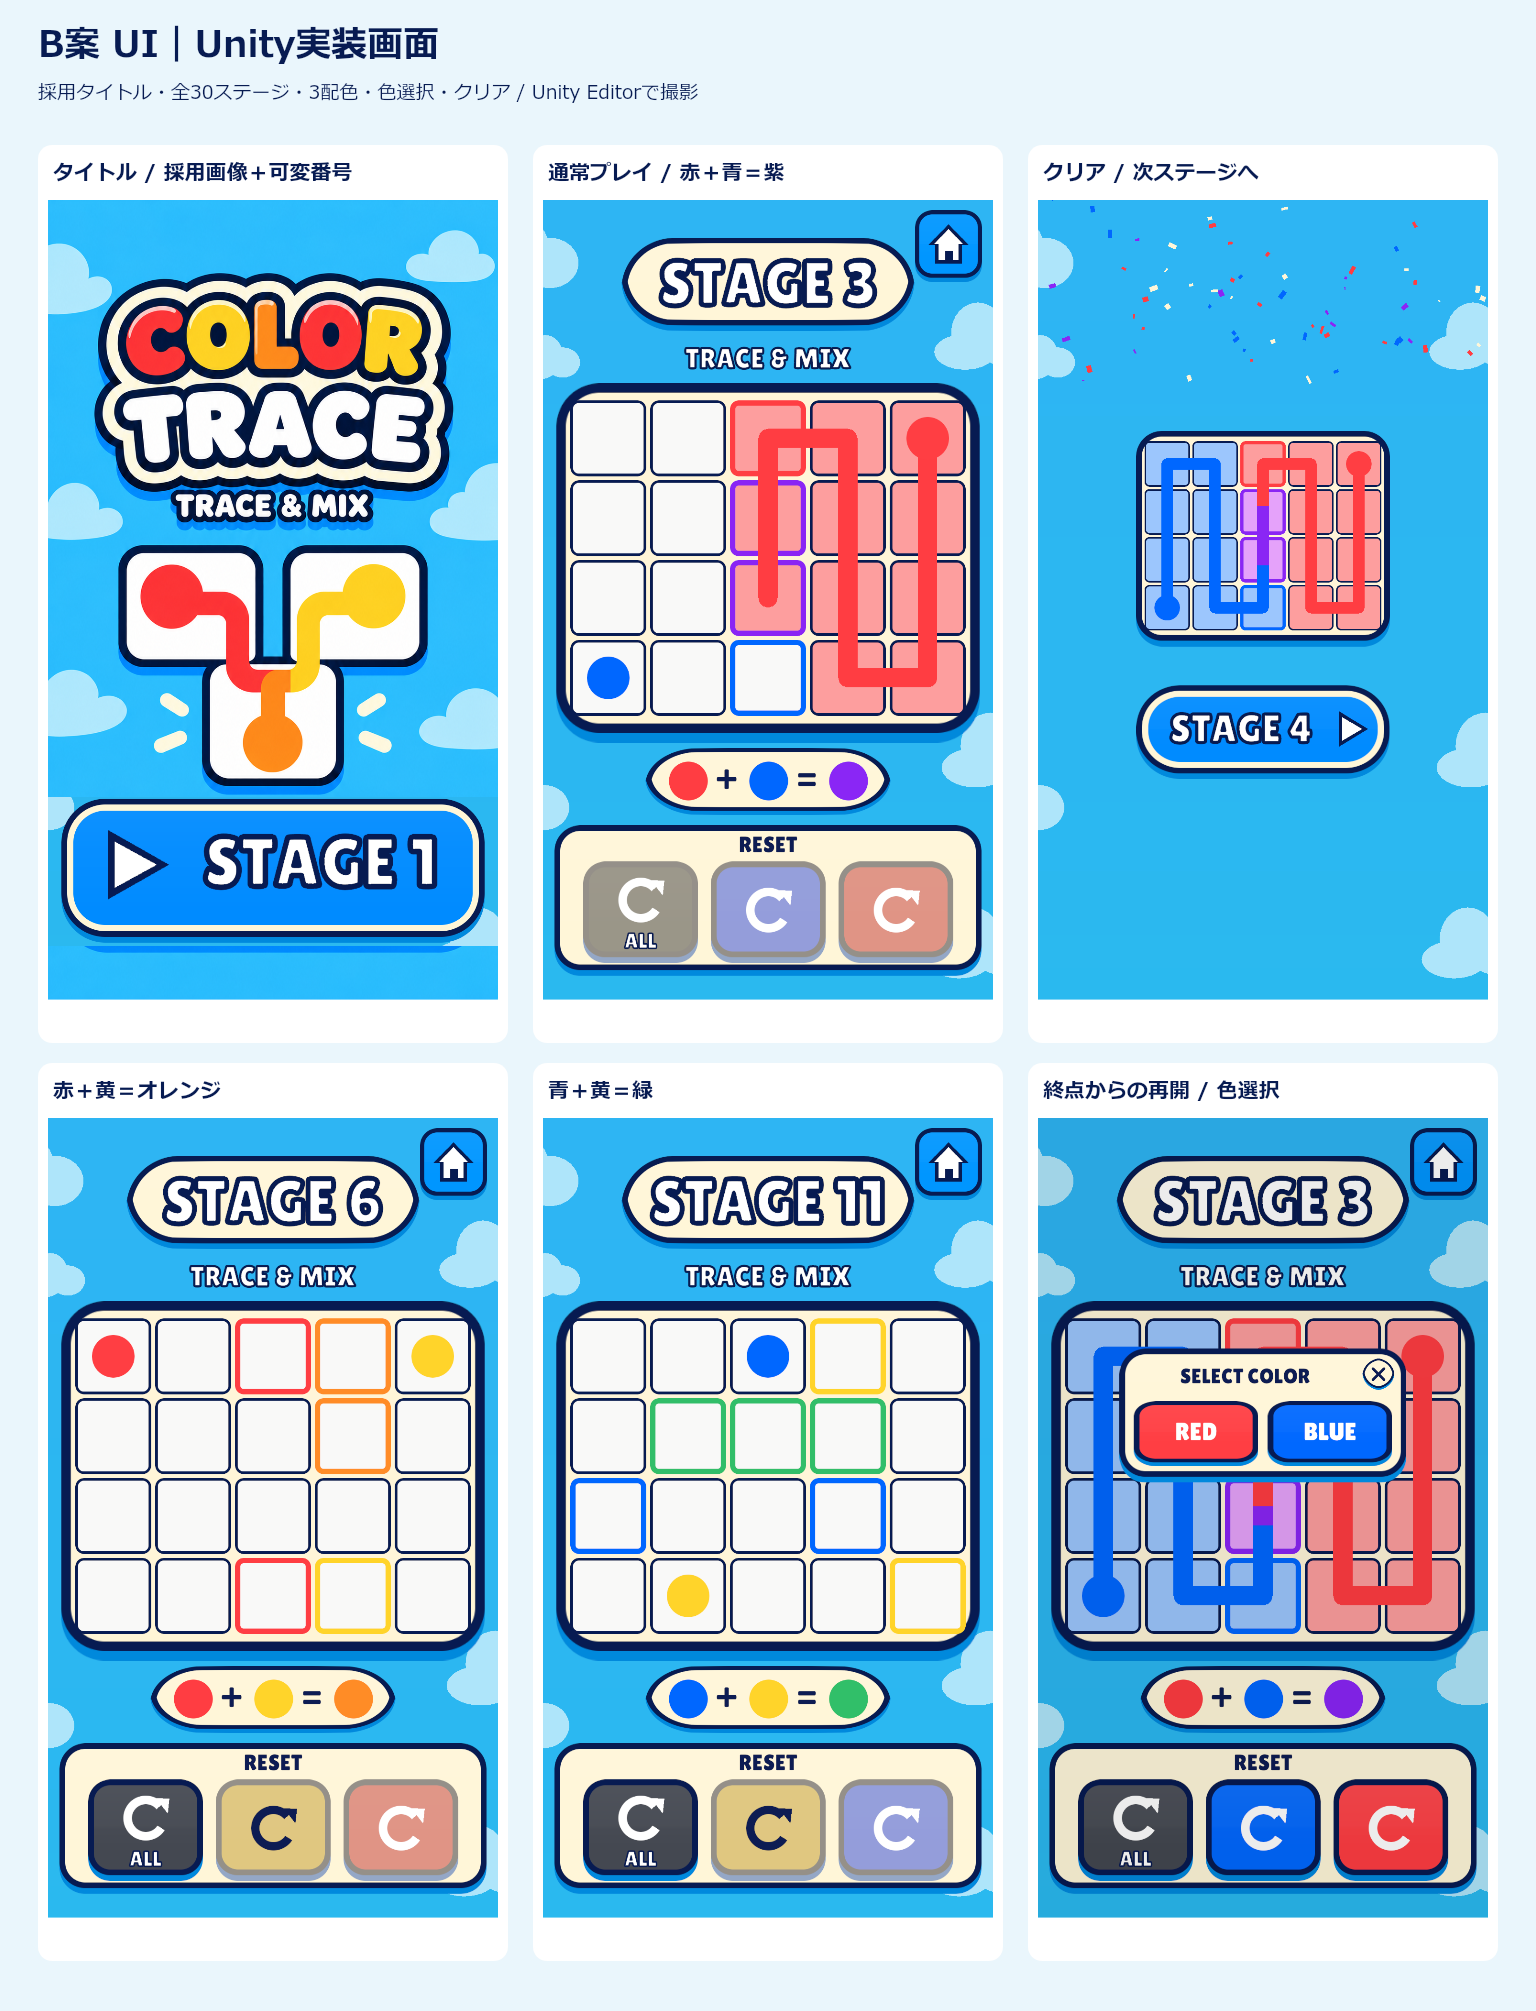 B案 UI｜Unity実装画面
採用タイトル・全30ステージ・3配色・色選択・クリア / Unity Editorで撮影
タイトル / 採用画像＋可変番号
COLOR
TRACE
TRACE & MIX
STAGE 1
通常プレイ / 赤＋青＝紫
STAGE 3
TRACE & MIX
+ =
RESET
ALL
クリア / 次ステージへ
STAGE 4
赤＋黄＝オレンジ
STAGE 6
TRACE & MIX
+ =
RESET
ALL
青＋黄＝緑
STAGE 11
TRACE & MIX
+ =
RESET
ALL
終点からの再開 / 色選択
STAGE 3
TRACE & MIX
SELECT COLOR
RED BLUE
+ =
RESET
ALL